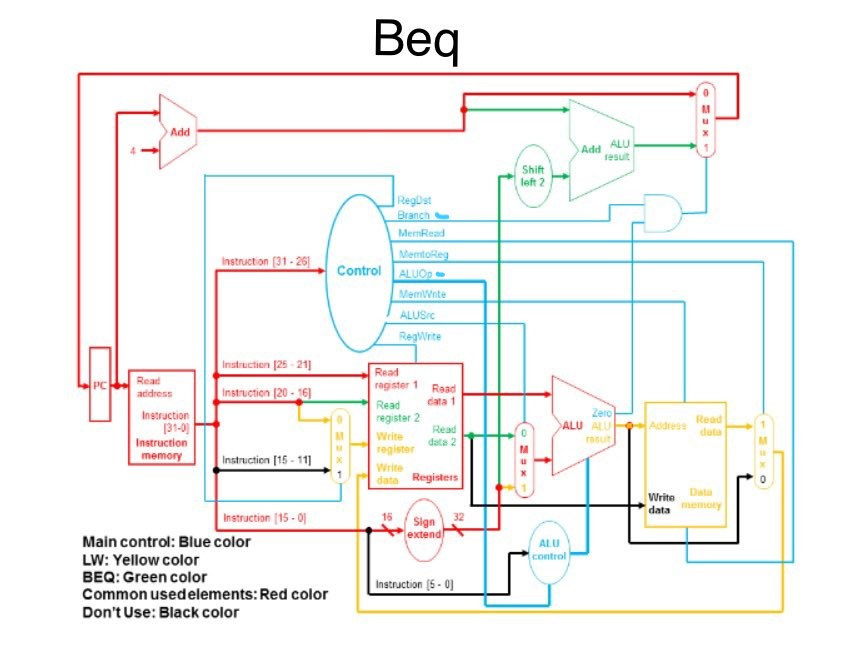 Beq
0
M
u
x
1
Add
4
Add
ALU
result
Shift
left 2
RegDst
Branch
MemRead
MemtoReg
ALUOp
MemWrite
ALUSrc
RegWrite
Control
Instruction [31 - 26]
Instruction [25 - 21]
Instruction [20 - 16]
Instruction [15 - 11]
Instruction [15 - 0]
PC
Read
address
Instruction
[31-0]
Instruction
memory
0
M
u
x
1
Read
register 1
Read
register 2
Write
register
Write
data
Read
data 1
Read
data 2
Registers
0
M
u
x
1
ALU
Zero
ALU
result
Address
Read
data
Write
data
Data
memory
1
M
u
x
0
16
Sign
extend
32
ALU
control
Instruction [5 - 0]
Main control: Blue color
LW: Yellow color
BEQ: Green color
Common used elements: Red color
Don't Use: Black color